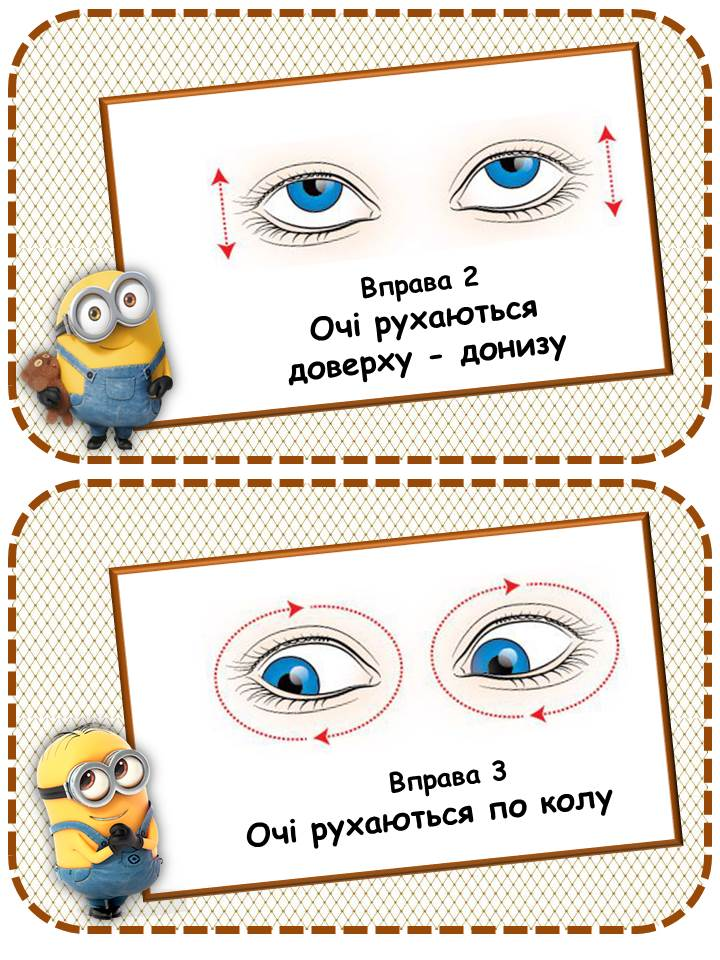 Вправа 2
Очі рухаються
доверху - донизу
Вправа 3
Очі рухаються по колу